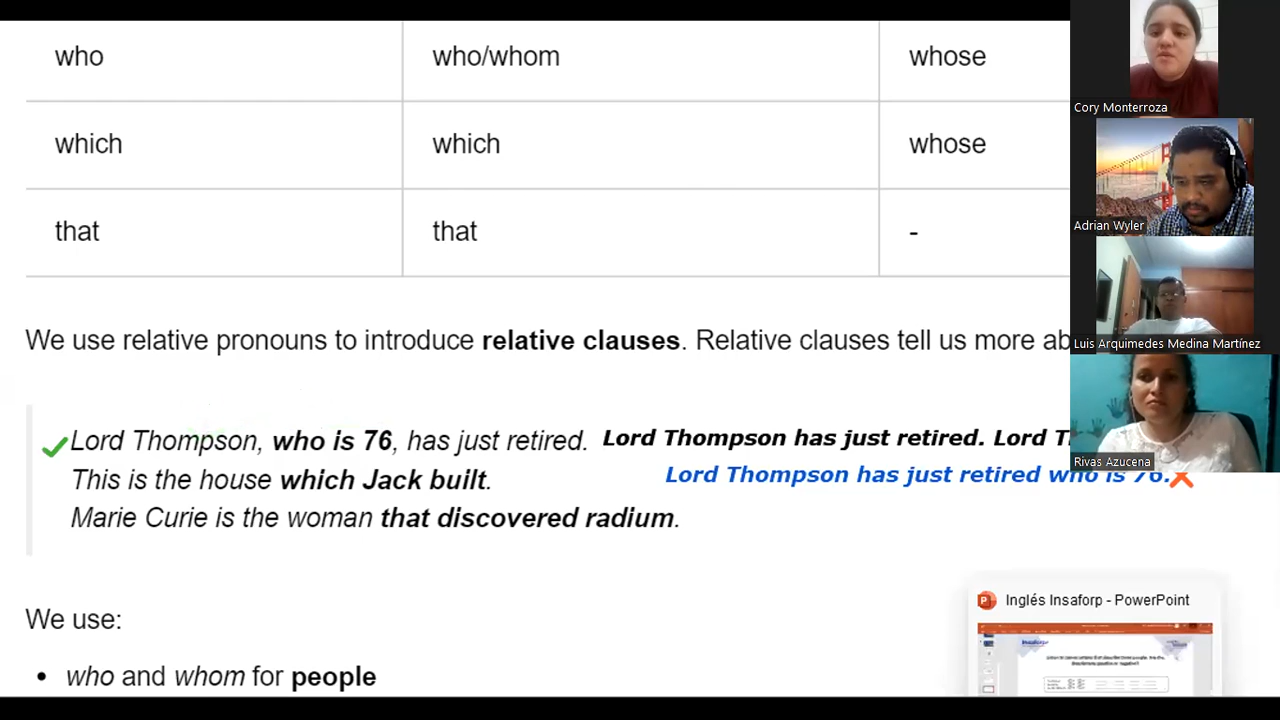 who who/whom whose
which which whose
that that -
We use relative pronouns to introduce relative clauses. Relative clauses tell us more ab
Lord Thompson, who is 76, has just retired. Lord Thompson has just retired. Lord T
This is the house which Jack built. Lord Thompson has just retired who is 76.
Marie Curie is the woman that discovered radium.
We use:
• who and whom for people
Cory Monterroza
Adrian Wyler
Luis Arquimedes Medina Martínez
Rivas Azucena
Inglés Insaforp - PowerPoint